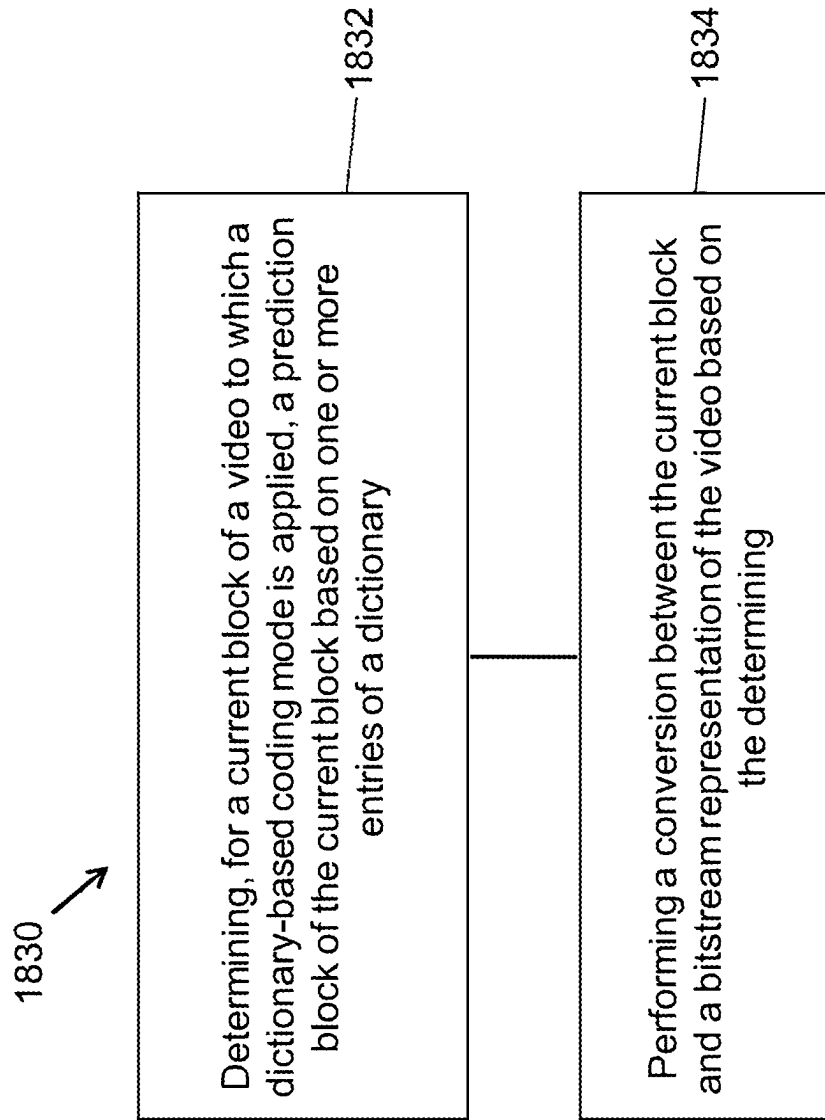 1830
Determining, for a current block of a video to which a
dictionary-based coding mode is applied, a prediction
block of the current block based on one or more
entries of a dictionary
1832
Performing a conversion between the current block
and a bitstream representation of the video based on
the determining
1834